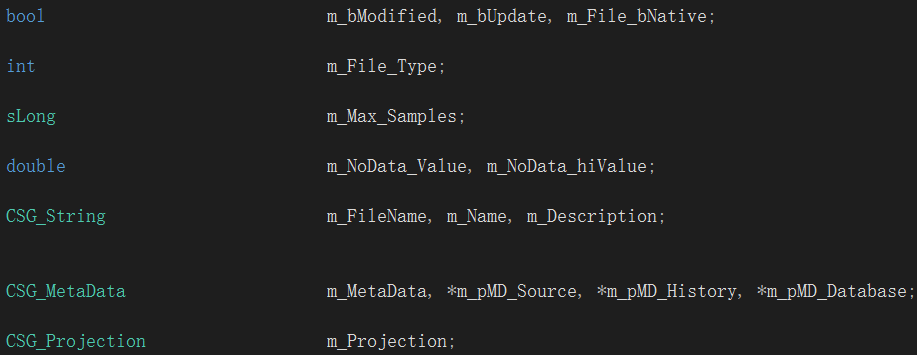 bool m_bModified, m_bUpdate, m_File_bNative;
int m_File_Type;
sLong m_Max_Samples;
double m_NoData_Value, m_NoData_hiValue;
CSG_String m_FileName, m_Name, m_Description;
CSG_MetaData m_MetaData, *m_pMD_Source, *m_pMD_History, *m_pMD_Database;
CSG_Projection m_Projection;